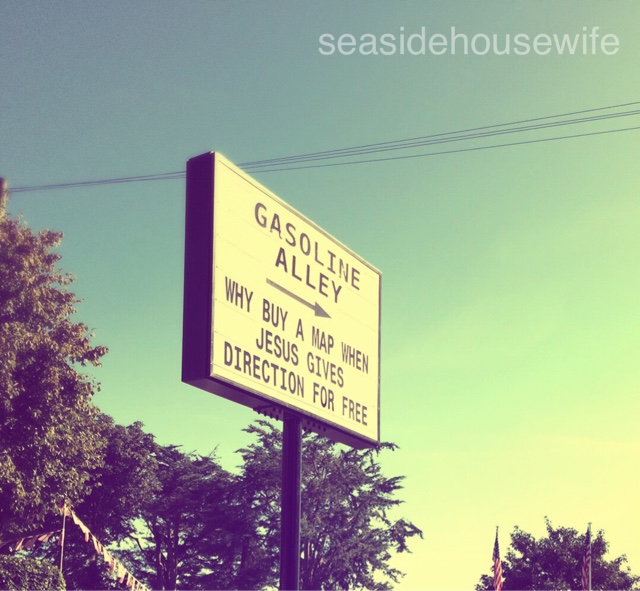 seasidehousewife
GASOLINE
ALLEY
WHY BUY A MAP WHEN
JESUS GIVES
DIRECTION FOR FREE